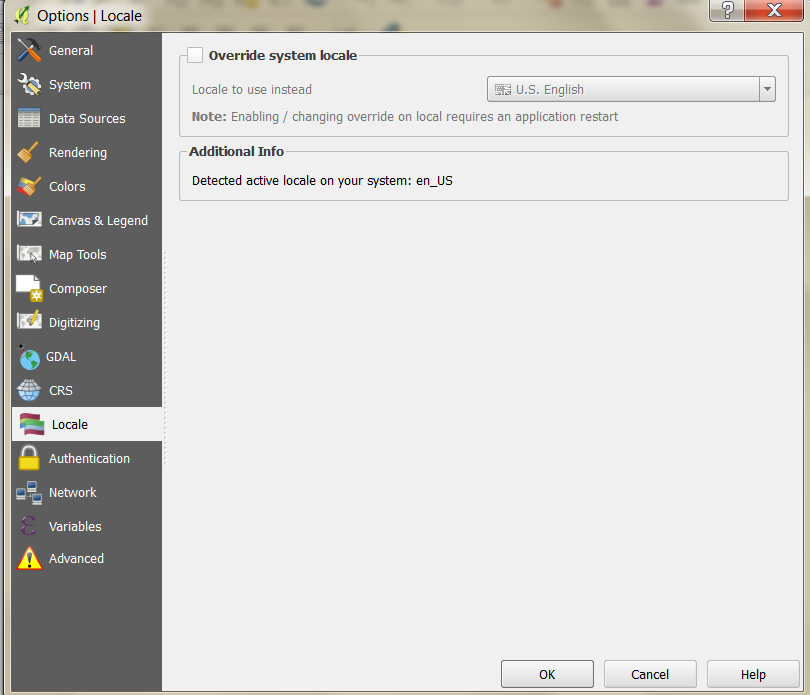 Options | Locale
General
System
Data Sources
Rendering
Colors
Canvas & Legend
Map Tools
Composer
Digitizing
GDAL
CRS
Locale
Authentication
Network
Variables
Advanced
Override system locale
Locale to use instead
U.S. English
Note: Enabling / changing override on local requires an application restart
Additional Info
Detected active locale on your system: en_US
OK
Cancel
Help